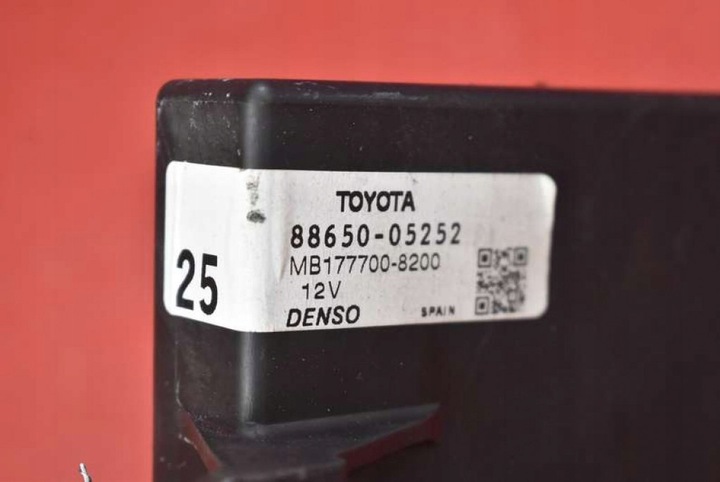 TOYOTA
88650-05252
MB177700-8200
12V
DENSO SPAIN
25